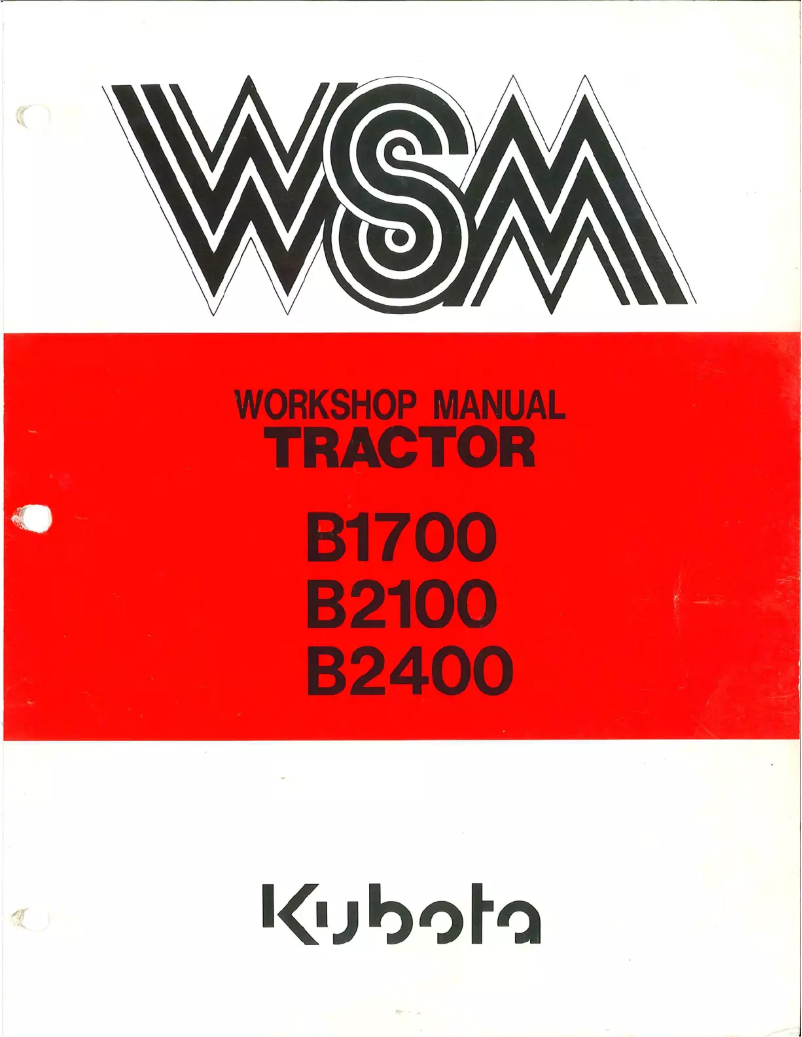 WSM
WORKSHOP MANUAL
TRACTOR
B1700
B2100
B2400
Kubota